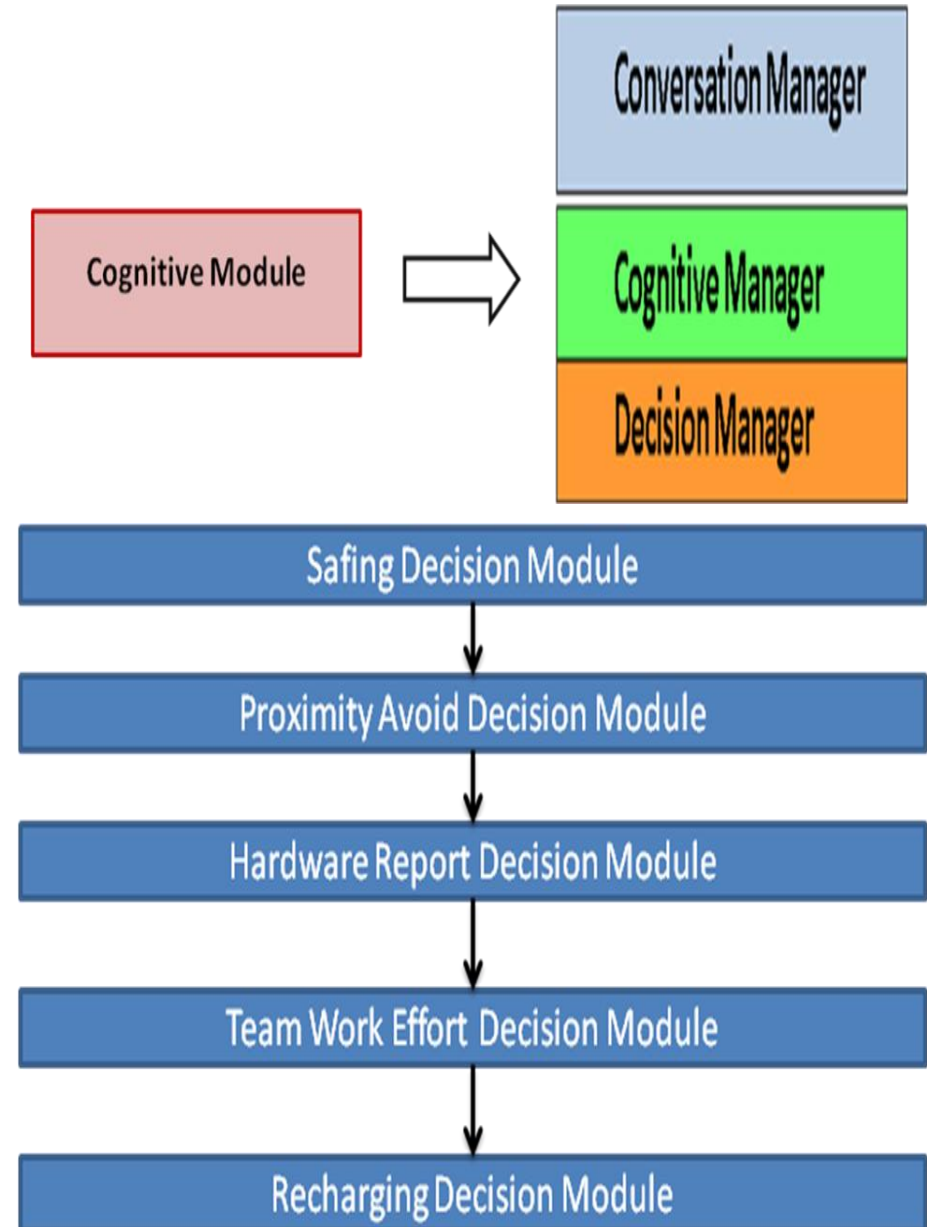 Conversation Manager
Cognitive Module
Cognitive Manager
Decision Manager
Safing Decision Module
Proximity Avoid Decision Module
Hardware Report Decision Module
Team Work Effort Decision Module
Recharging Decision Module